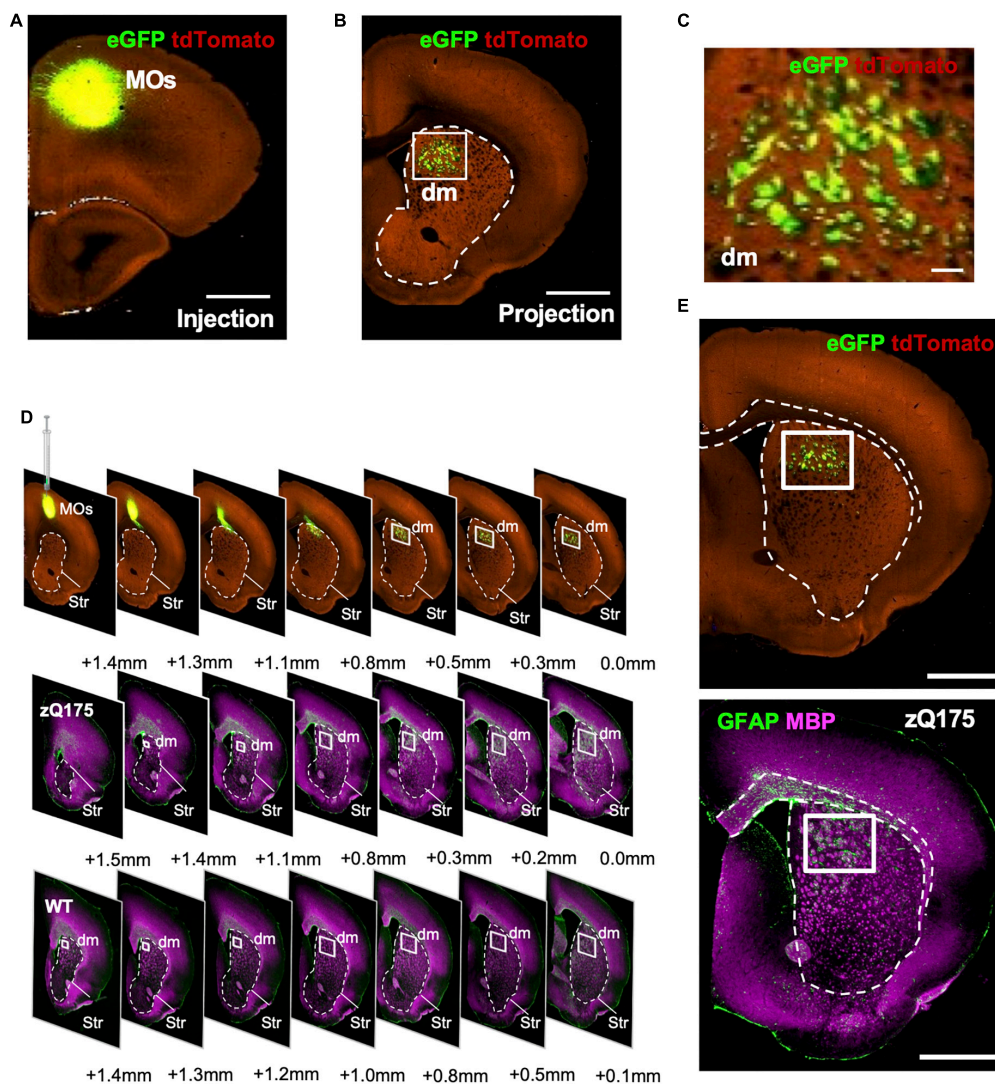 A
eGFP tdTomato
MOs
Injection
B
eGFP tdTomato
dm
Projection
C
eGFP tdTomato
dm
D
MOs
Str
Str
Str
Str
dm
Str
dm
Str
dm
Str
+1.4mm +1.3mm +1.1mm +0.8mm +0.5mm +0.3mm 0.0mm
zQ175
Str
dm
Str
dm
Str
dm
Str
dm
Str
dm
Str
dm
Str
+1.5mm +1.4mm +1.1mm +0.8mm +0.3mm +0.2mm 0.0mm
WT
dm
Str
dm
Str
dm
Str
dm
Str
dm
Str
dm
Str
dm
Str
+1.4mm +1.3mm +1.2mm +1.0mm +0.8mm +0.5mm +0.1mm
E
eGFP tdTomato
GFAP MBP zQ175